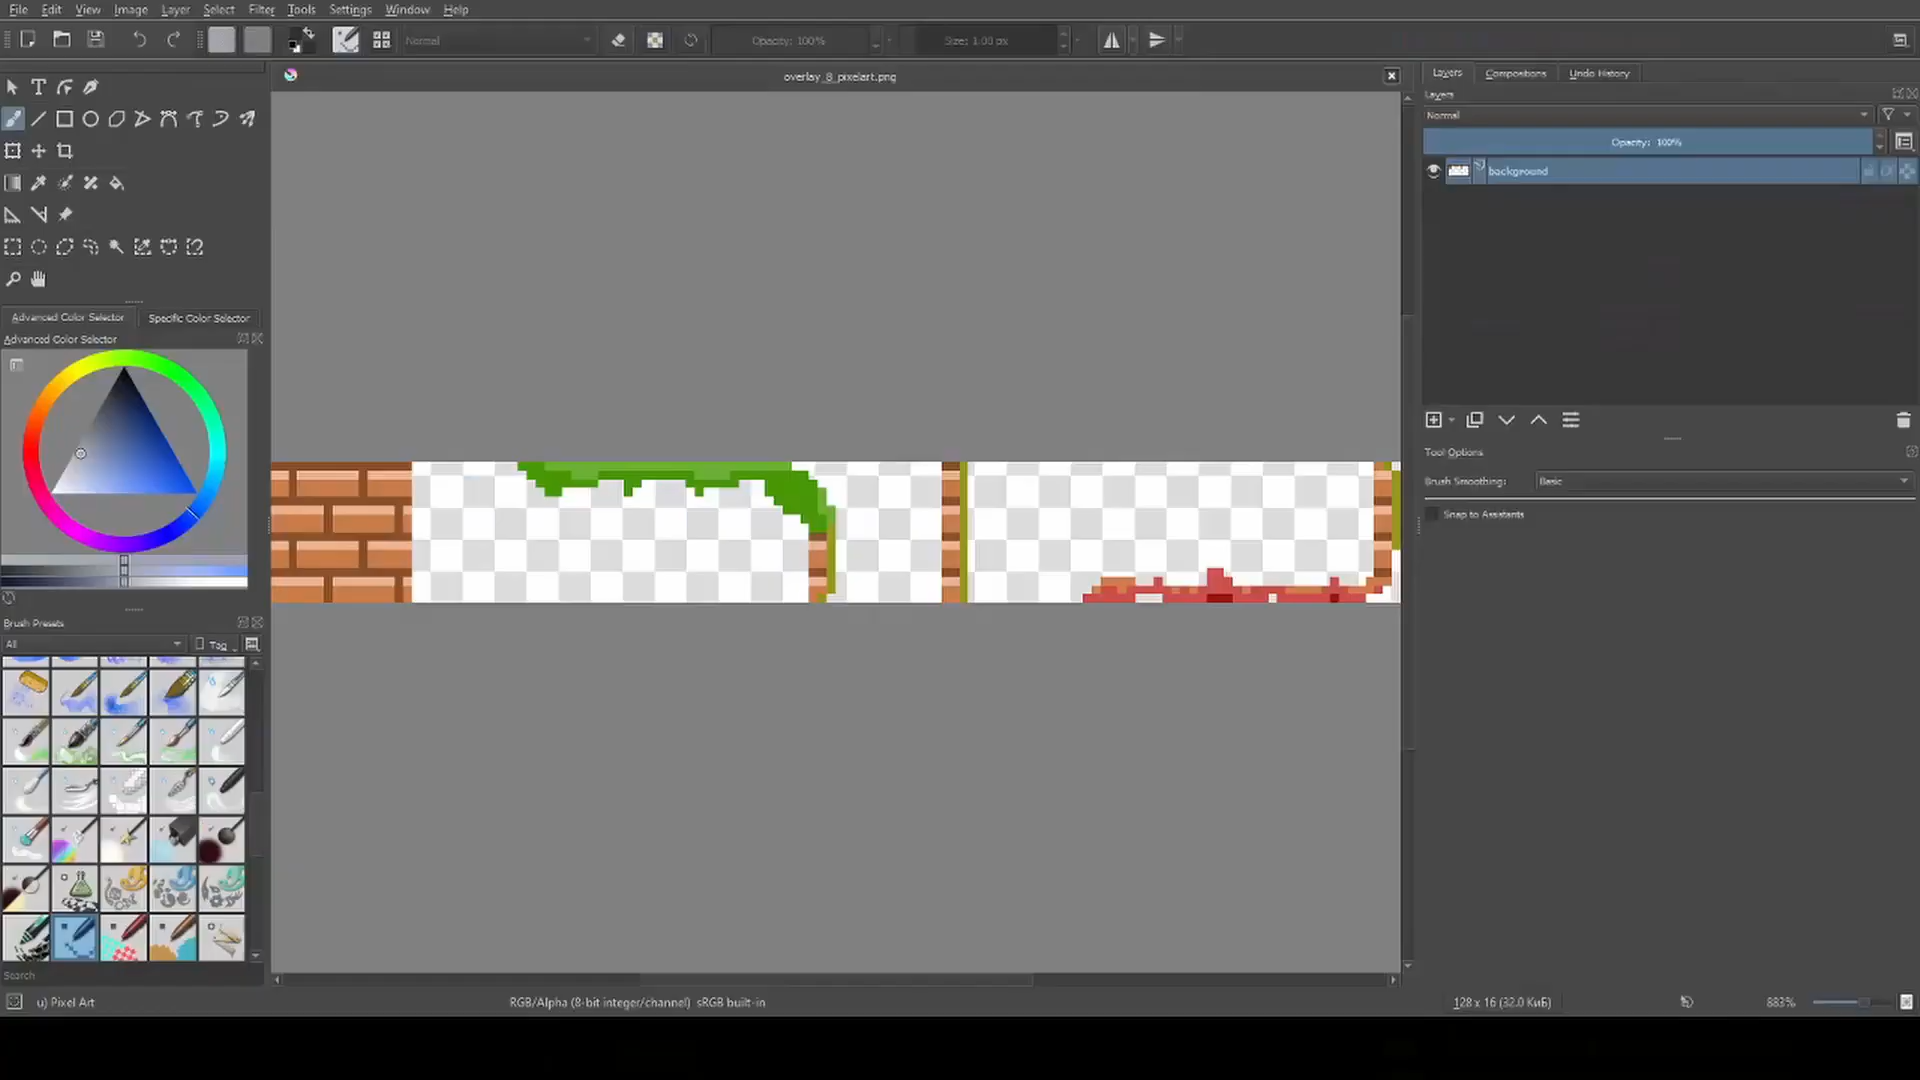 File Edit View Image Layer Select Filter Tools Settings Window Help
Normal
Opacity: 100%
Size: 1.00 px
overlay_8_pixelart.png
Layers Compositions Undo History
Layers
Normal
Opacity: 100%
background
Advanced Color Selector Specific Color Selector
Advanced Color Selector
Tool Options
Brush Smoothing: Basic
Snap to Assistants
Brush Presets
All
Tag
Search
u) Pixel Art
RGB/Alpha (8-bit integer/channel) sRGB built-in
128 x 16 (32.0 КиБ)
883%